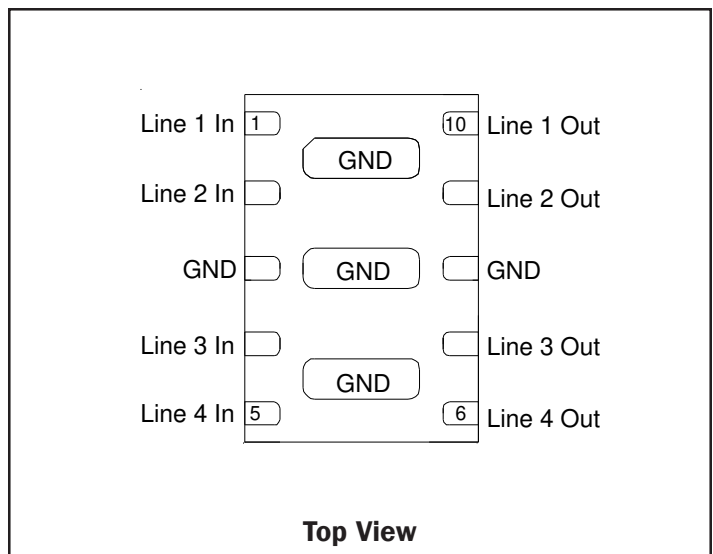 Line 1 In 1 10 Line 1 Out
GND
Line 2 In Line 2 Out
GND GND GND
Line 3 In Line 3 Out
GND
Line 4 In 5 6 Line 4 Out
Top View